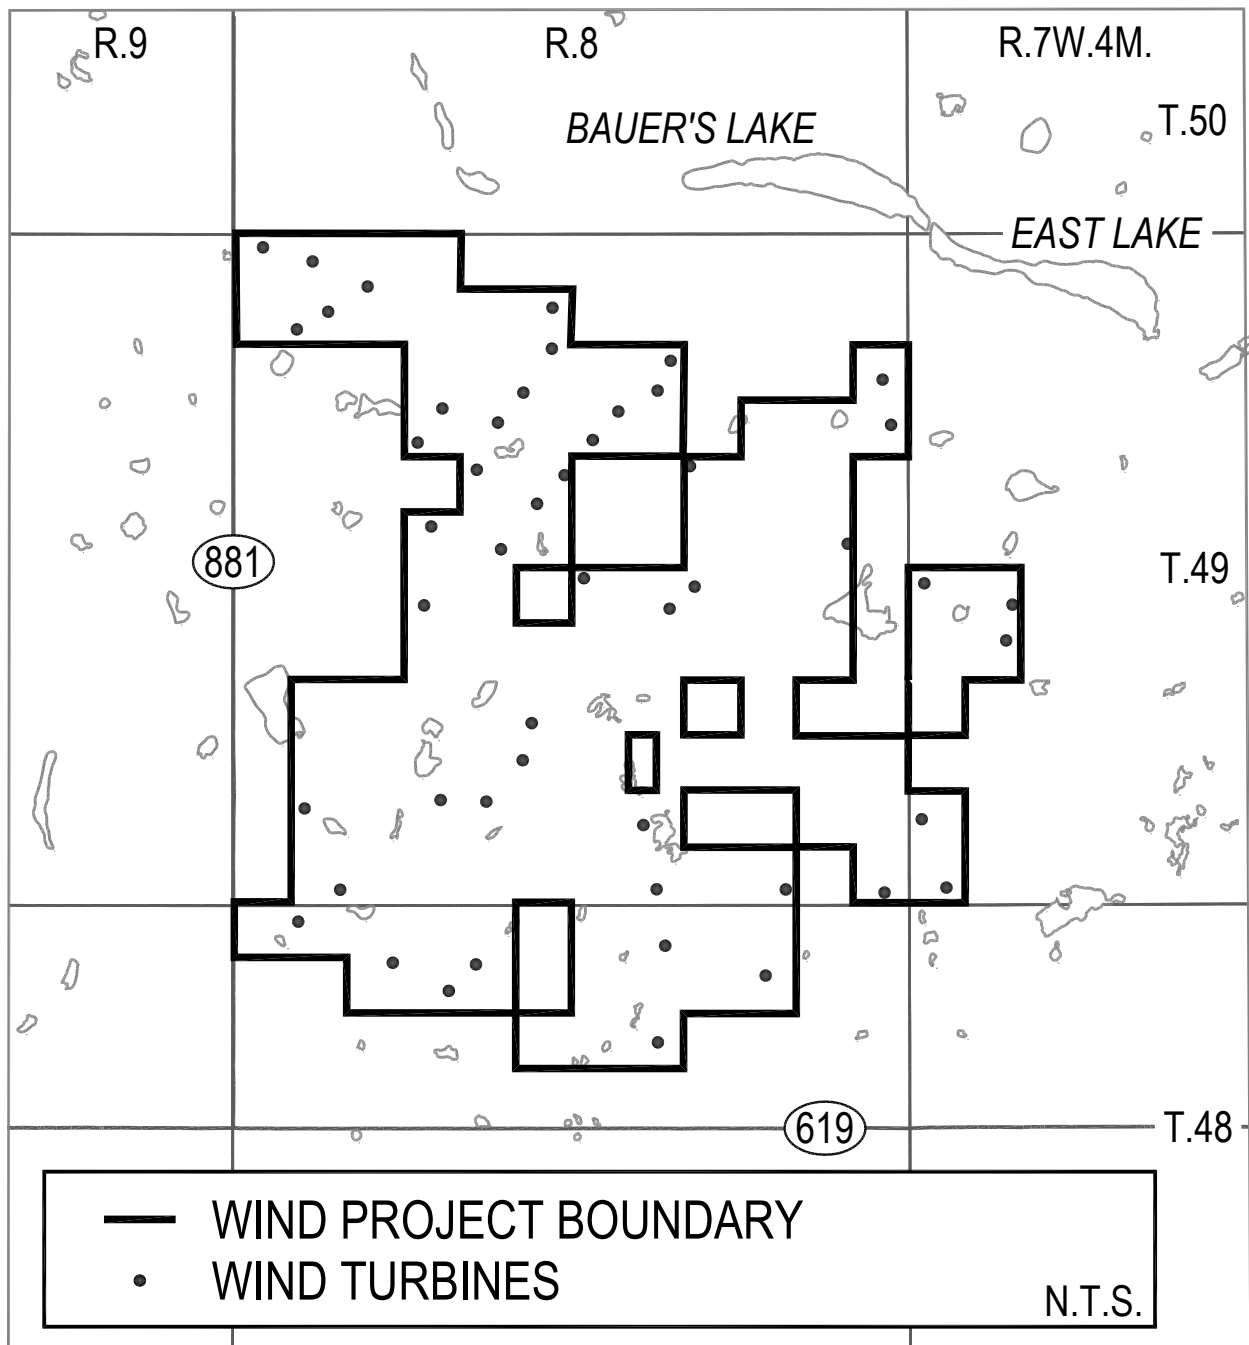 R.9
R.8
R.7W.4M.
T.50
BAUER'S LAKE
EAST LAKE
881
T.49
619
T.48
WIND PROJECT BOUNDARY
WIND TURBINES
N.T.S.